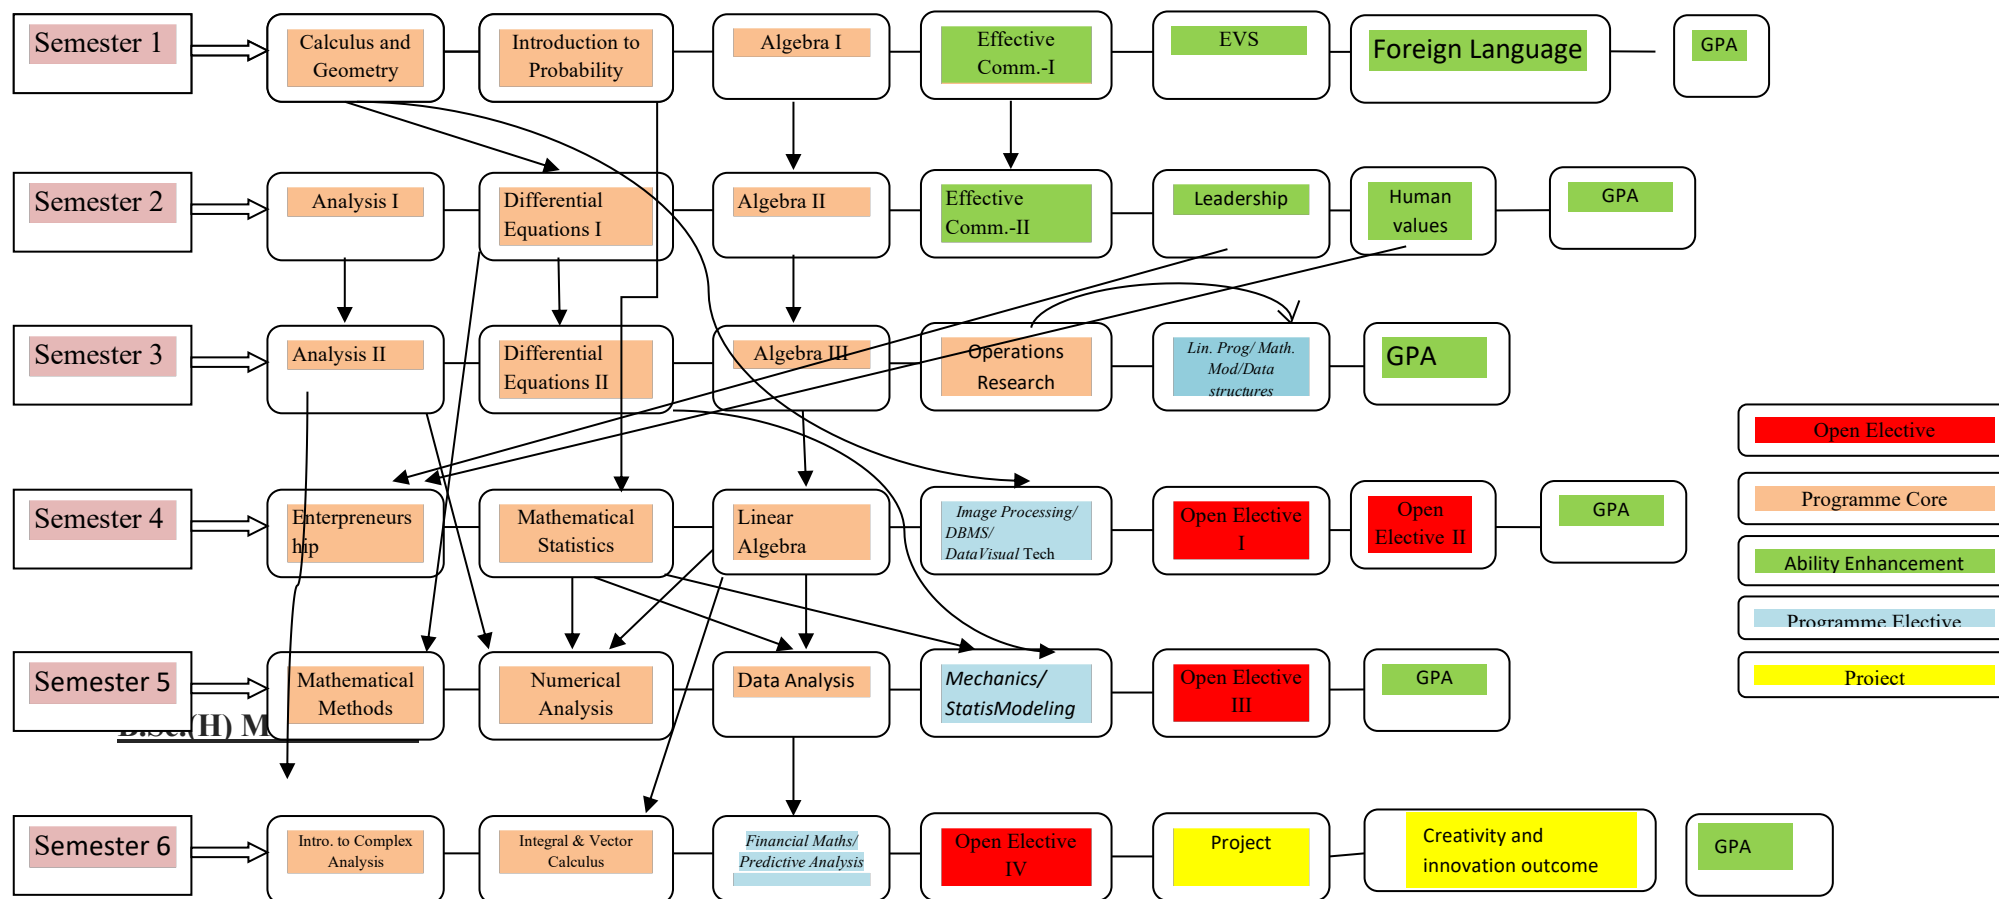 Semester 1
Calculus and
Geometry
Introduction to
Probability
Algebra I
Effective
Comm.-I
EVS
Foreign Language
GPA
Semester 2
Analysis I
Differential
Equations I
Algebra II
Effective
Comm.-II
Leadership
Human
values
GPA
Semester 3
Analysis II
Differential
Equations II
Algebra III
Operations
Research
Lin. Prog/ Math.
Mod/Data
structures
GPA
Open Elective
Programme Core
Ability Enhancement
Programme Elective
Project
Semester 4
Enterpreneurs
hip
Mathematical
Statistics
Linear
Algebra
Image Processing/
DBMS/
DataVisual Tech
Open Elective
I
Open
Elective II
GPA
Semester 5
Mathematical
Methods
Numerical
Analysis
Data Analysis
Mechanics/
StatisModeling
Open Elective
III
GPA
B.Sc.(H) M
Semester 6
Intro. to Complex
Analysis
Integral & Vector
Calculus
Financial Maths/
Predictive Analysis
Open Elective
IV
Project
Creativity and
innovation outcome
GPA